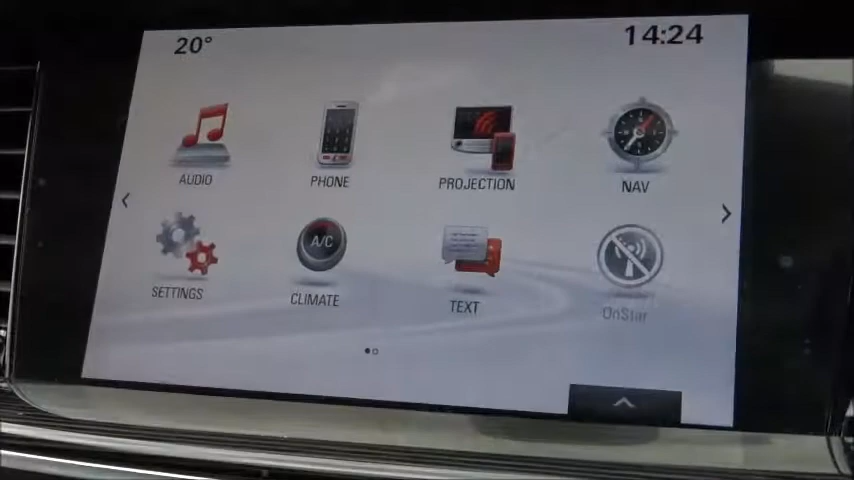 20° 14:24
AUDIO PHONE PROJECTION NAV
A/C
SETTINGS CLIMATE TEXT OnStar